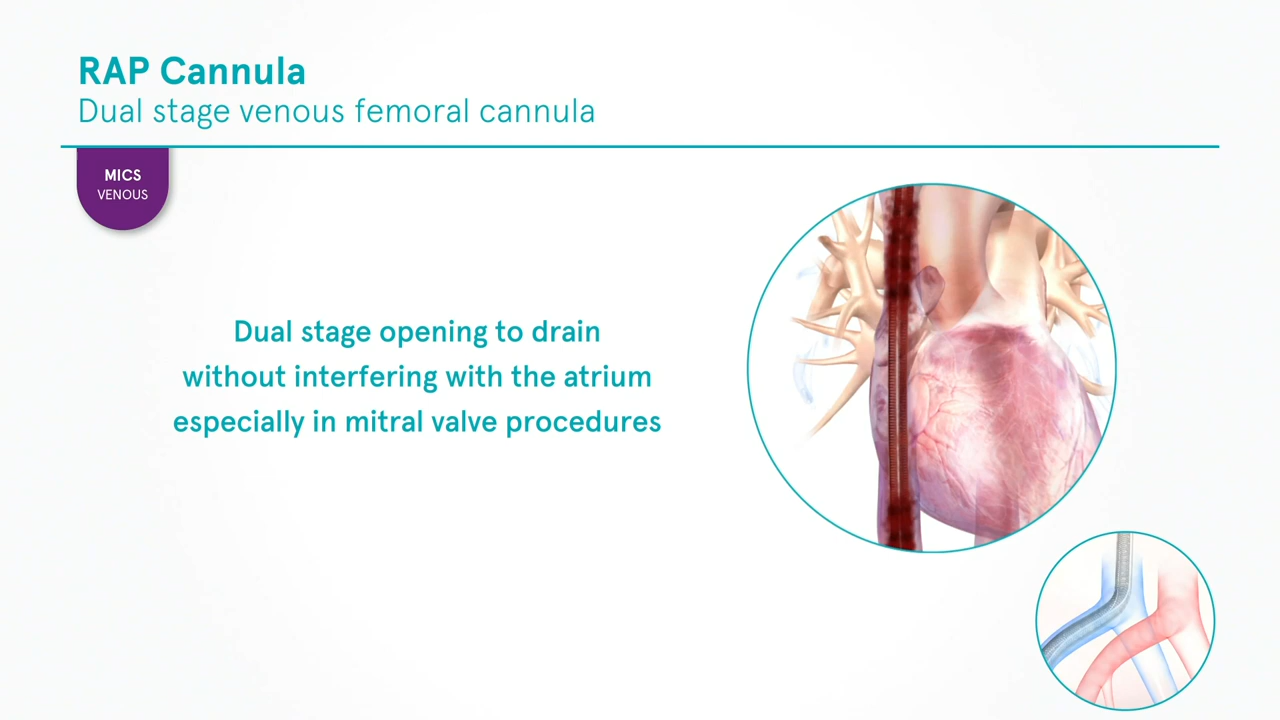 RAP Cannula
Dual stage venous femoral cannula
MICS
VENOUS
Dual stage opening to drain
without interfering with the atrium
especially in mitral valve procedures